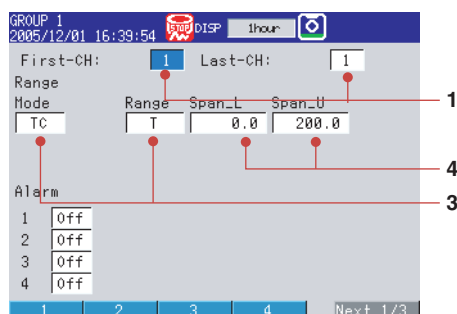 GROUP 1
2005/12/01 16:39:54 STOP DISP 1hour
First-CH: 1 Last-CH: 1
Range
1
Mode Range Span_L Span_U
TC T 0.0 200.0
4
Alarm
3
1 Off
2 Off
3 Off
4 Off
1 2 3 4 Next 1/3